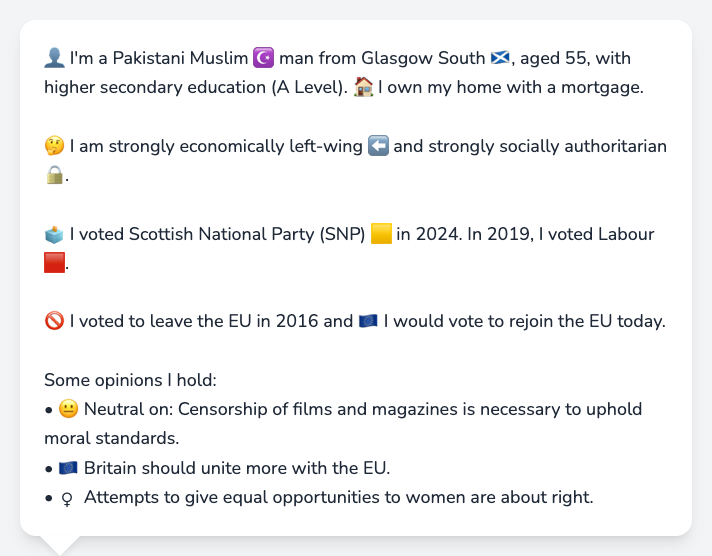 👤 I'm a Pakistani Muslim ☪️ man from Glasgow South 🏴󠁧󠁢󠁳󠁣󠁴󠁿, aged 55, with
higher secondary education (A Level). 🏠 I own my home with a mortgage.
🤔 I am strongly economically left-wing ⬅️ and strongly socially authoritarian
🔒.
🗳️ I voted Scottish National Party (SNP) 🟨 in 2024. In 2019, I voted Labour
🟥.
🚫 I voted to leave the EU in 2016 and 🇪🇺 I would vote to rejoin the EU today.
Some opinions I hold:
• 😐 Neutral on: Censorship of films and magazines is necessary to uphold
moral standards.
• 🇪🇺 Britain should unite more with the EU.
• ♀ Attempts to give equal opportunities to women are about right.